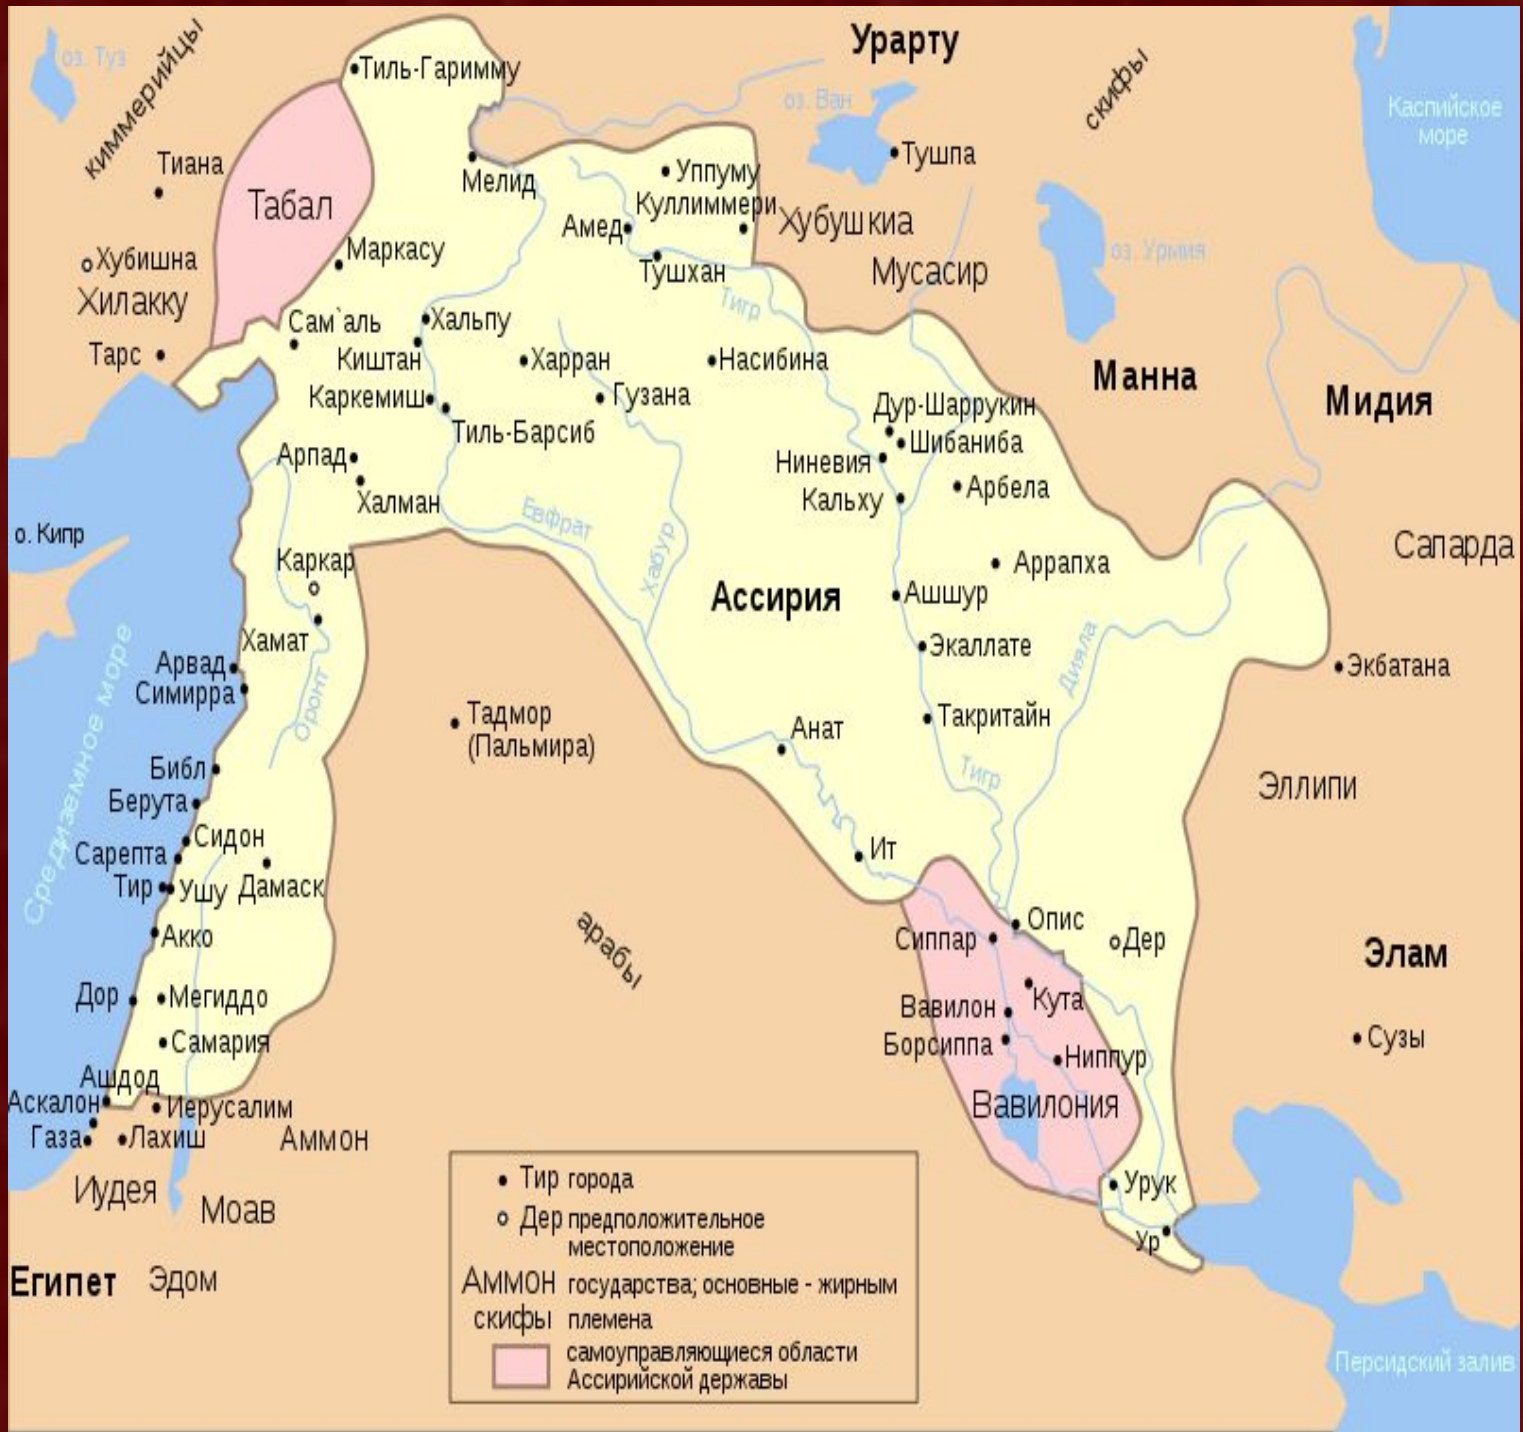 Урарту
скифы
киммерийцы
оз. Туз
Тиль-Гаримму
оз. Ван
Каспийское
море
Тушпа
Тиана
Мелид
Уппуму
Куллиммери
Табал
Амед
Хубушкиа
Тушхан
Мусасир
оз. Урмия
Маркасу
Хубишна
Хилакку
Тигр
Сам`аль
Хальпу
Тарс
Киштан
Харран
Насибина
Манна
Мидия
Каркемиш
Гузана
Дур-Шаррукин
Тиль-Барсиб
Шибаниба
Арпад
Ниневия
Халман
Кальху
Арбела
Евфрат
о. Кипр
Хабур
Сапарда
Каркар
Аррапха
Ассирия
Ашшур
Хамат
Экаллате
Дияла
Арвад
Симирра
Экбатана
Оронт
Средиземное море
Тадмор
(Пальмира)
Анат
Такритайн
Библ
Тигр
Эллипи
Берута
Сидон
Сарепта
Ит
Тир
Ушу
Дамаск
Акко
арабы
Опис
Сиппар
Дер
Элам
Дор
Мегиддо
Вавилон
Кута
Самария
Борсиппа
Ниппур
Сузы
Ашдод
Аскалон
Иерусалим
Вавилония
Газа
Лахиш
Аммон
Иудея
Моав
Урук
Ур
Египет
Эдом
Персидский залив
Тир города
Дер предположительное
местоположение
Аммон государства; основные - жирным
скифы племена
самоуправляющиеся области
Ассирийской державы